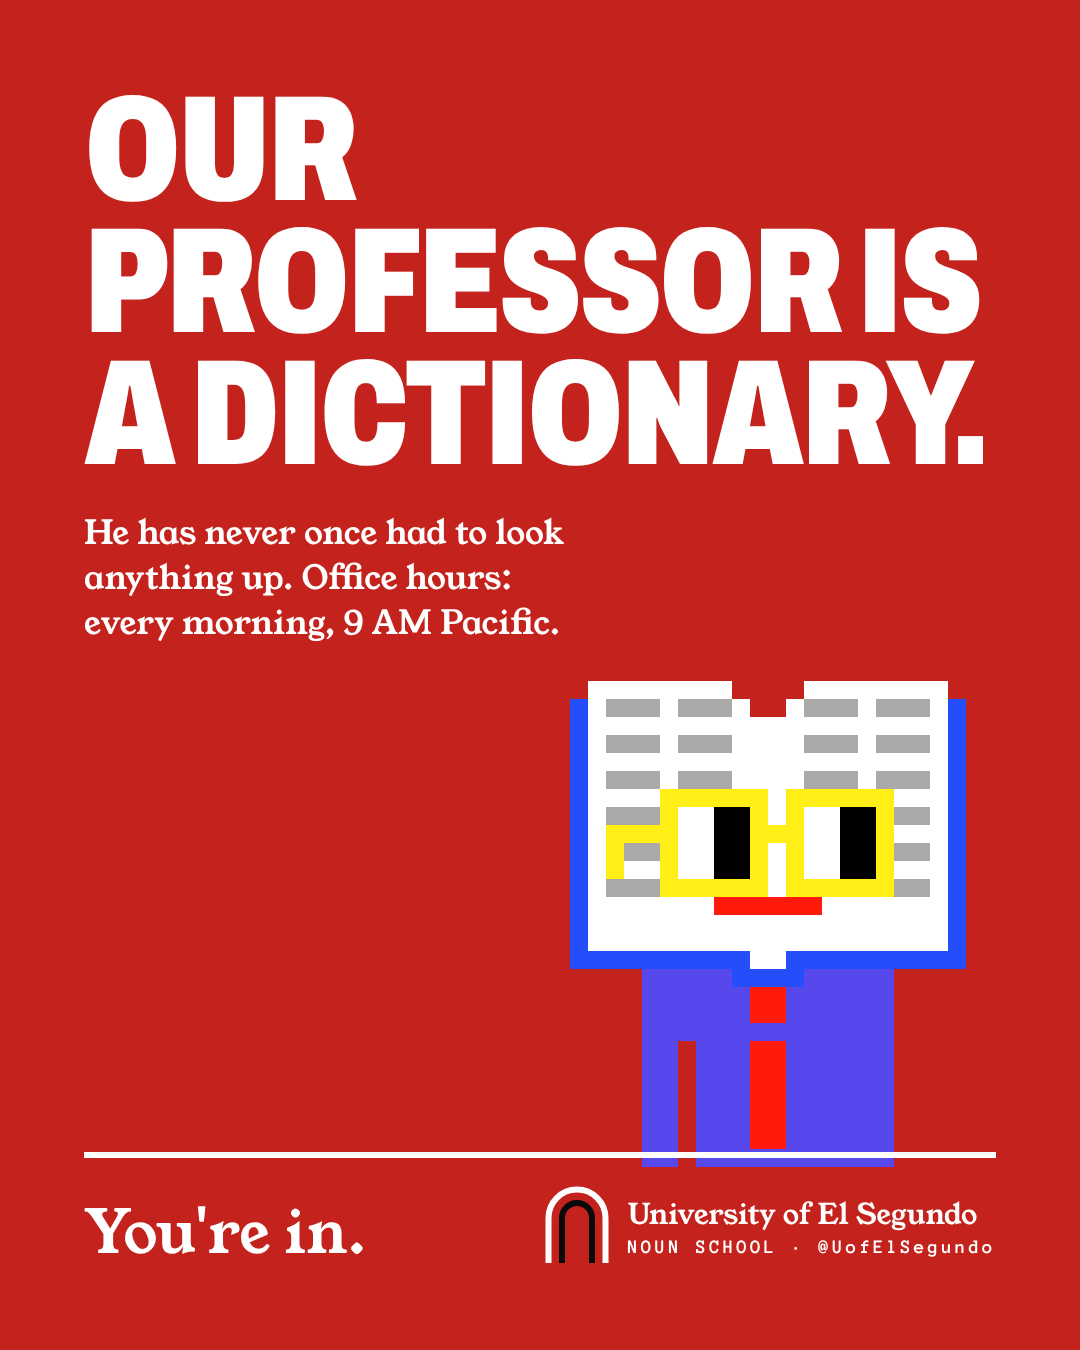 OUR
PROFESSOR IS
A DICTIONARY.
He has never once had to look
anything up. Office hours:
every morning, 9 AM Pacific.
You're in.
University of El Segundo
NOUN SCHOOL · @UofElSegundo